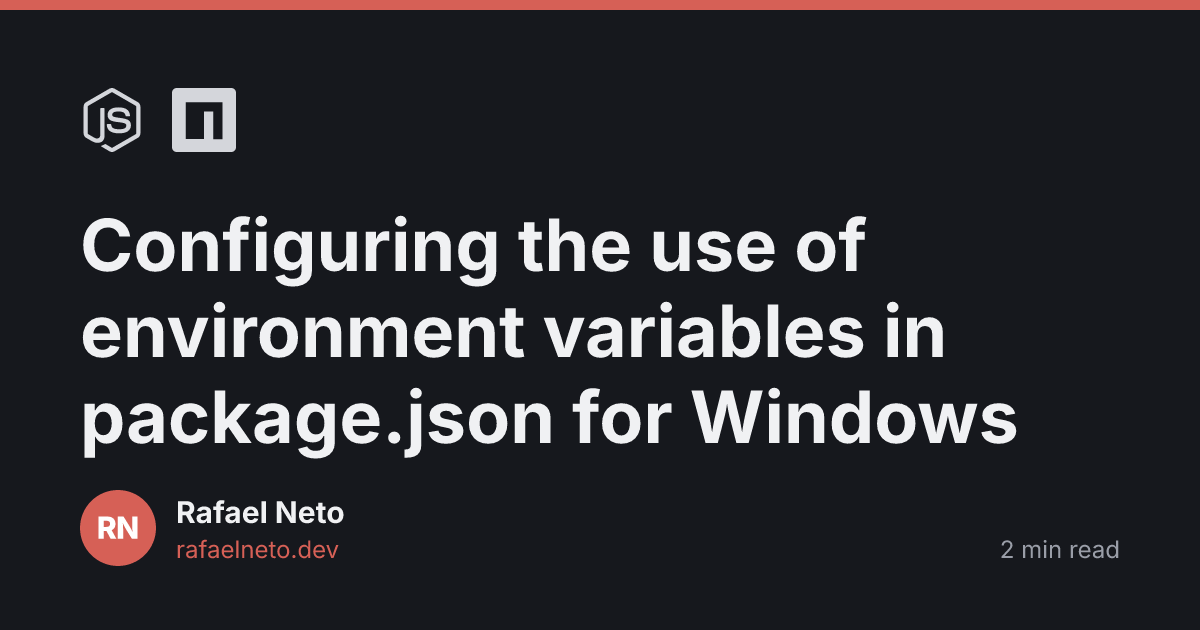 JS
Configuring the use of
environment variables in
package.json for Windows
RN
Rafael Neto
rafaelneto.dev
2 min read